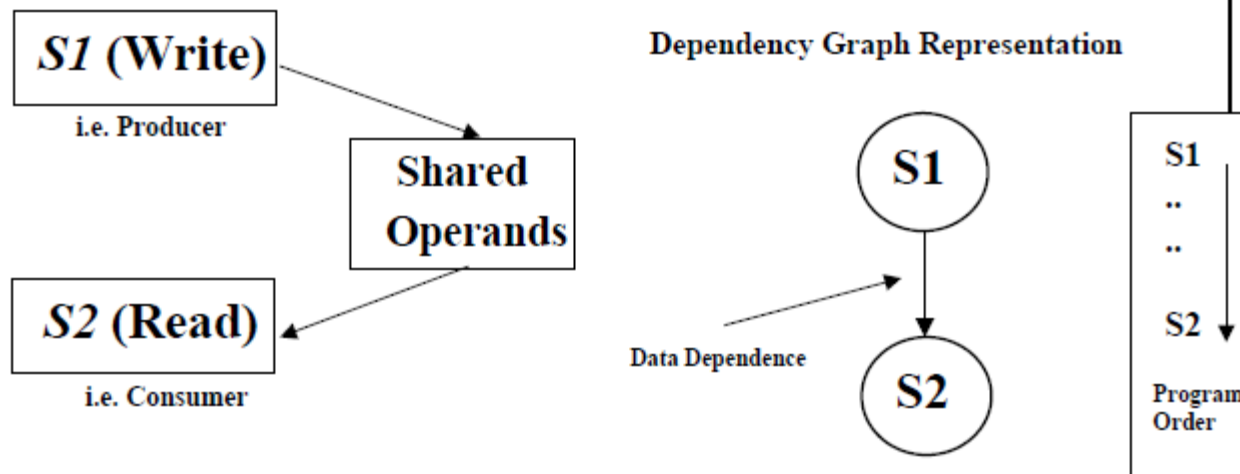 S1 (Write)
i.e. Producer
Shared
Operands
S2 (Read)
i.e. Consumer
Dependency Graph Representation
S1
Data Dependence
S2
S1
..
..
S2
Program
Order